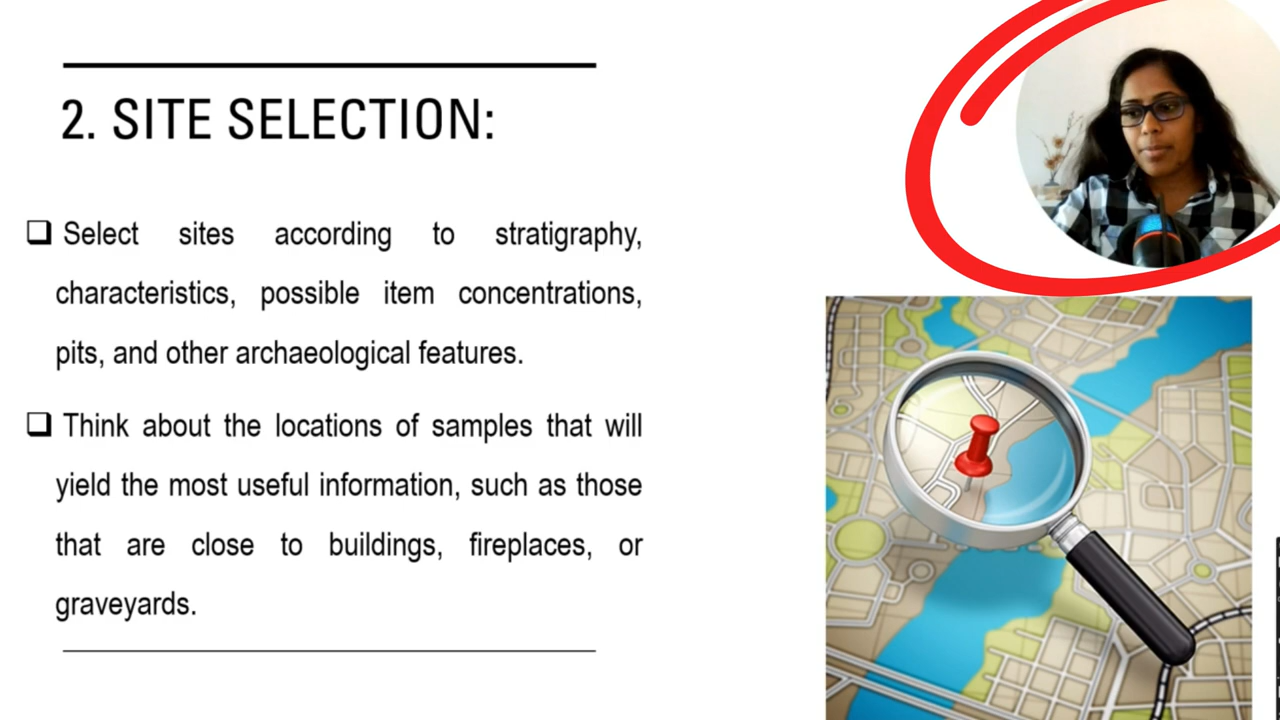 2. SITE SELECTION:
Select sites according to stratigraphy,
characteristics, possible item concentrations,
pits, and other archaeological features.
Think about the locations of samples that will
yield the most useful information, such as those
that are close to buildings, fireplaces, or
graveyards.